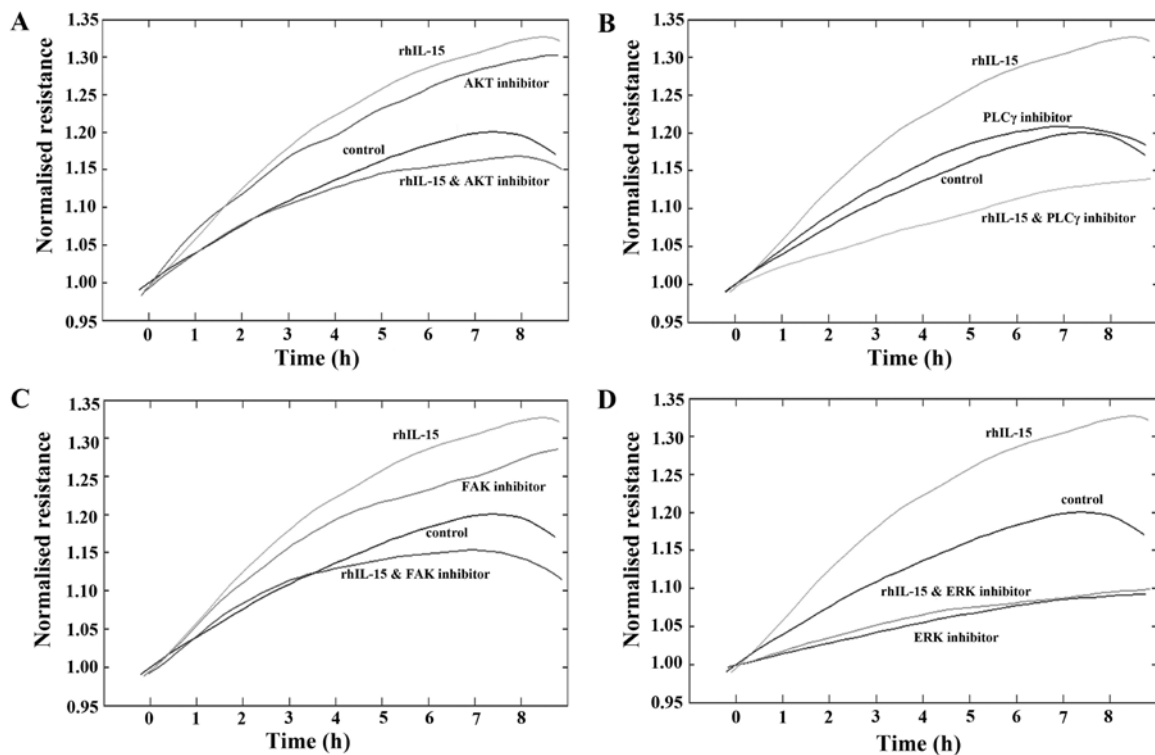 A
Normalised resistance
1.35
1.30
1.25
1.20
1.15
1.10
1.05
1.00
0.95
rhIL-15
AKT inhibitor
control
rhIL-15 & AKT inhibitor
0 1 2 3 4 5 6 7 8
Time (h)
B
Normalised resistance
1.35
1.30
1.25
1.20
1.15
1.10
1.05
1.00
0.95
rhIL-15
PLCγ inhibitor
control
rhIL-15 & PLCγ inhibitor
0 1 2 3 4 5 6 7 8
Time (h)
C
Normalised resistance
1.35
1.30
1.25
1.20
1.15
1.10
1.05
1.00
0.95
rhIL-15
FAK inhibitor
control
rhIL-15 & FAK inhibitor
0 1 2 3 4 5 6 7 8
Time (h)
D
Normalised resistance
1.35
1.30
1.25
1.20
1.15
1.10
1.05
1.00
0.95
rhIL-15
control
rhIL-15 & ERK inhibitor
ERK inhibitor
0 1 2 3 4 5 6 7 8
Time (h)